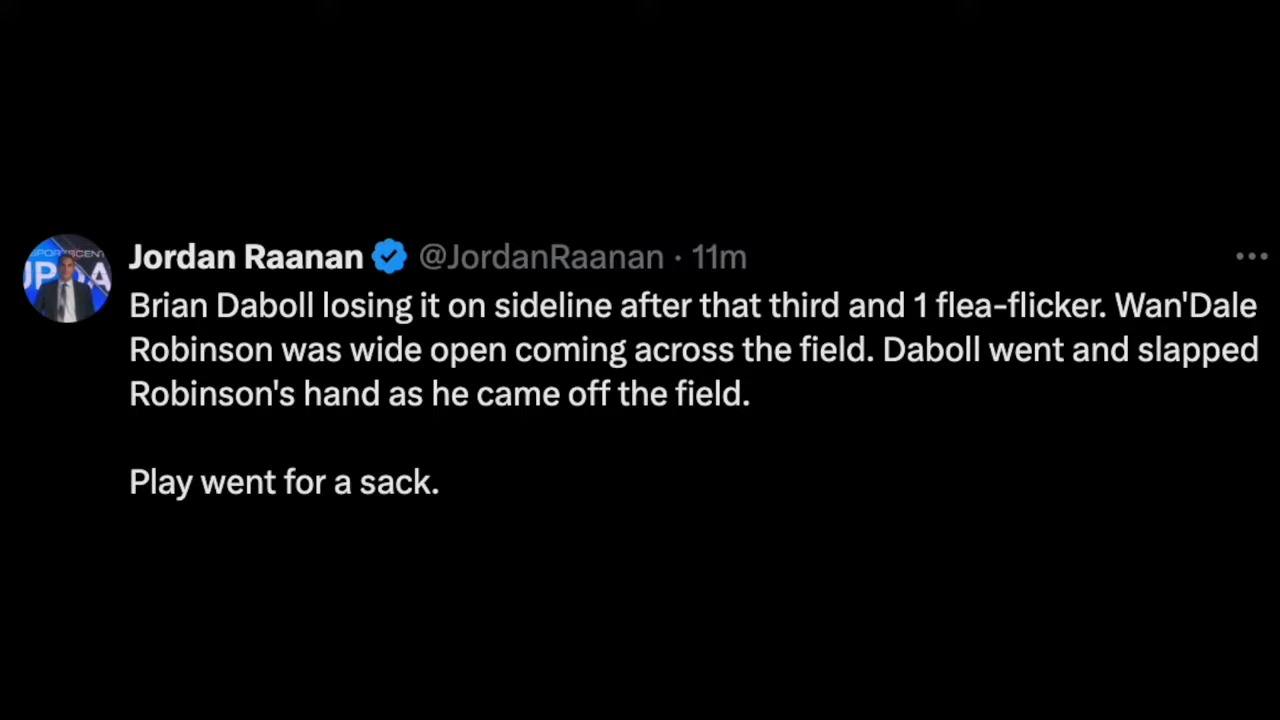 Jordan Raanan @JordanRaanan · 11m
Brian Daboll losing it on sideline after that third and 1 flea-flicker. Wan'Dale
Robinson was wide open coming across the field. Daboll went and slapped
Robinson's hand as he came off the field.
Play went for a sack.